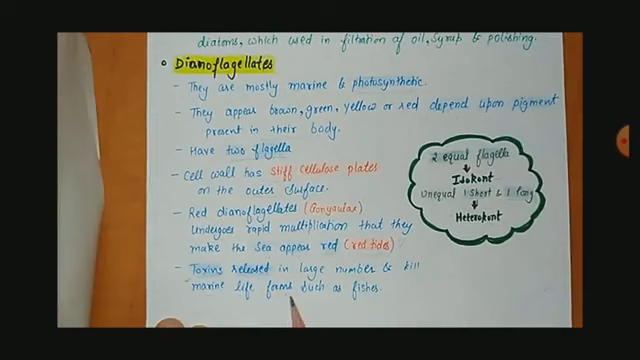 diatoms, which used in filtration of oil, Syrup & polishing.
Dianoflagellates
- They are mostly marine & photosynthetic.
- They appear brown, green, yellow or red depend upon pigment
present in their body.
- Have two flagella
- Cell wall has stiff cellulose plates
on the outer surface.
- Red dianoflagellates (Gonyaulax)
Undergoes rapid multiplication that they
make the Sea appear red (red tides)
- Toxins released in large number & kill
marine life forms such as fishes.
2 equal flagella
Isokont
Unequal 1 Short & 1 long
Heterokont